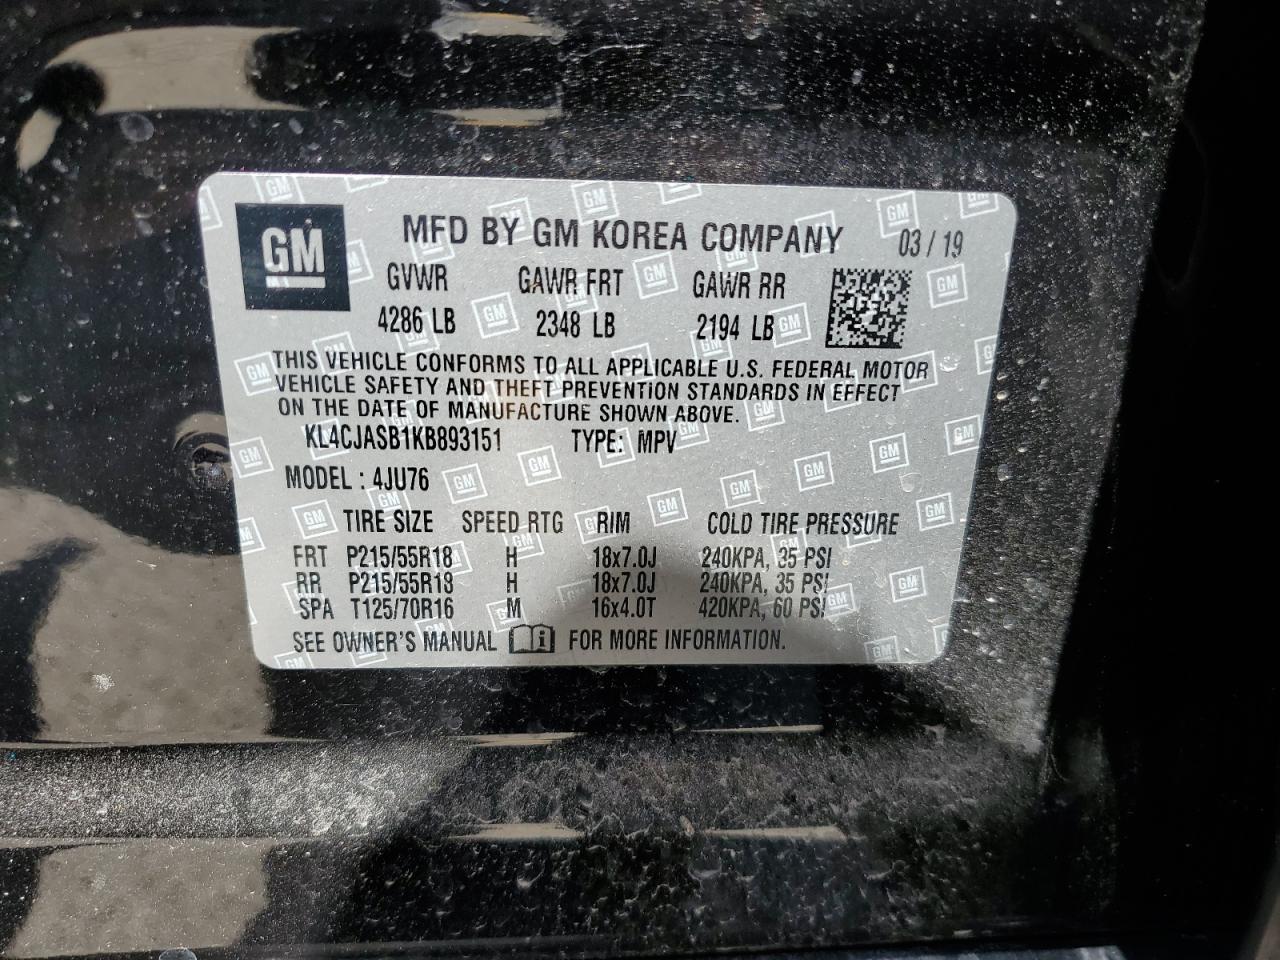 GM MFD BY GM KOREA COMPANY 03 / 19
GVWR GAWR FRT GAWR RR
4286 LB 2348 LB 2194 LB
THIS VEHICLE CONFORMS TO ALL APPLICABLE U.S. FEDERAL MOTOR
VEHICLE SAFETY AND THEFT PREVENTION STANDARDS IN EFFECT
ON THE DATE OF MANUFACTURE SHOWN ABOVE.
KL4CJASB1KB893151 TYPE: MPV
MODEL : 4JU76
TIRE SIZE SPEED RTG RIM COLD TIRE PRESSURE
FRT P215/55R18 H 18x7.0J 240KPA, 35 PSI
RR P215/55R18 H 18x7.0J 240KPA, 35 PSI
SPA T125/70R16 M 16x4.0T 420KPA, 60 PSI
SEE OWNER'S MANUAL i FOR MORE INFORMATION.